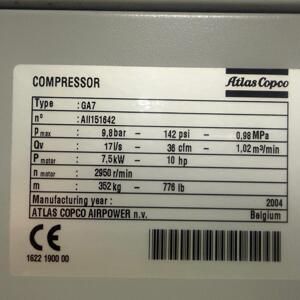 COMPRESSOR
Atlas Copco
Type : GA7
n° : AII151642
P max : 9,8bar — 142 psi — 0,98 MPa
Qv : 17l/s — 36 cfm — 1,02 m³/min
P motor : 7,5kW — 10 hp
n motor : 2950 r/min
m : 352kg — 776 lb
Manufacturing year : 2004
ATLAS COPCO AIRPOWER n.v. Belgium
CE
1622 1900 00